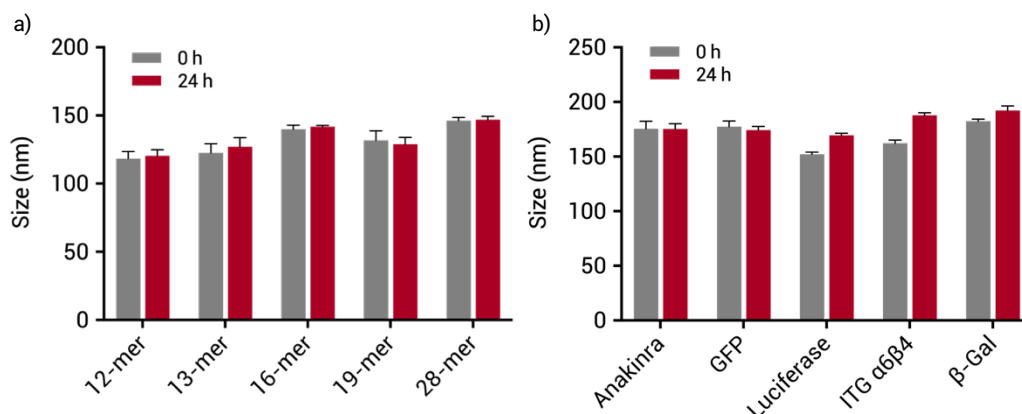 a)
200
150
100
50
0
Size (nm)
0 h
24 h
12-mer
13-mer
16-mer
19-mer
28-mer
b)
250
200
150
100
50
0
Size (nm)
0 h
24 h
Anakinra
GFP
Luciferase
ITG α6β4
β-Gal